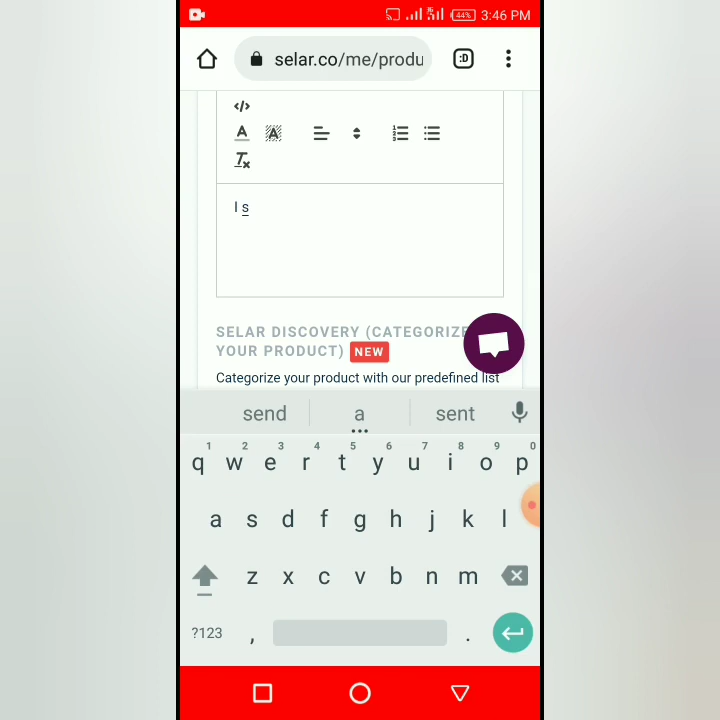 44% 3:46 PM
selar.co/me/produ
:D
I s
SELAR DISCOVERY (CATEGORIZE
YOUR PRODUCT) NEW
Categorize your product with our predefined list
send a sent
1 2 3 4 5 6 7 8 9 0
q w e r t y u i o p
a s d f g h j k l
z x c v b n m
?123 , .